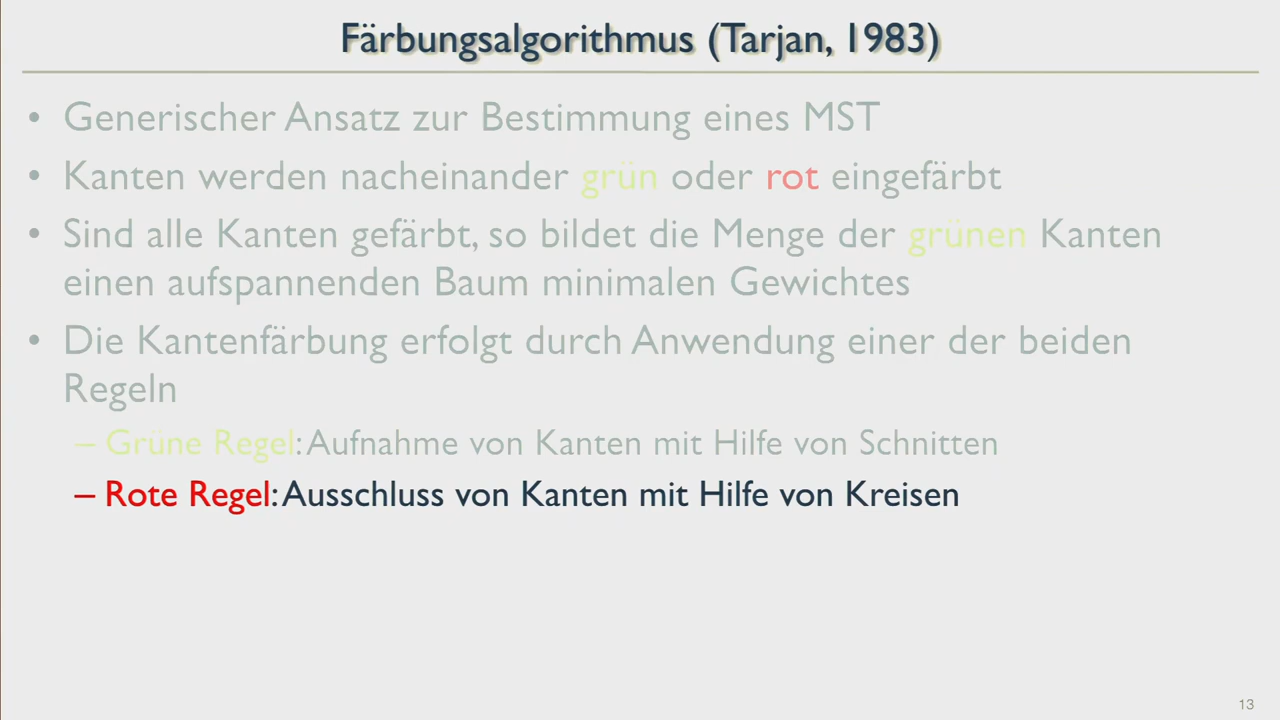 Färbungsalgorithmus (Tarjan, 1983)
• Generischer Ansatz zur Bestimmung eines MST
• Kanten werden nacheinander grün oder rot eingefärbt
• Sind alle Kanten gefärbt, so bildet die Menge der grünen Kanten
einen aufspannenden Baum minimalen Gewichtes
• Die Kantenfärbung erfolgt durch Anwendung einer der beiden
Regeln
– Grüne Regel: Aufnahme von Kanten mit Hilfe von Schnitten
– Rote Regel: Ausschluss von Kanten mit Hilfe von Kreisen
13